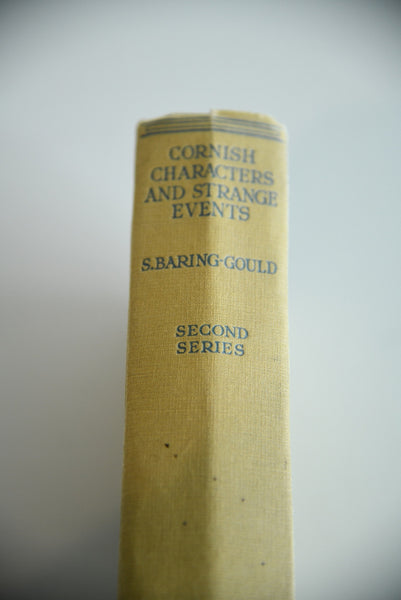 CORNISH
CHARACTERS
AND STRANGE
EVENTS
S.BARING-GOULD
SECOND
SERIES